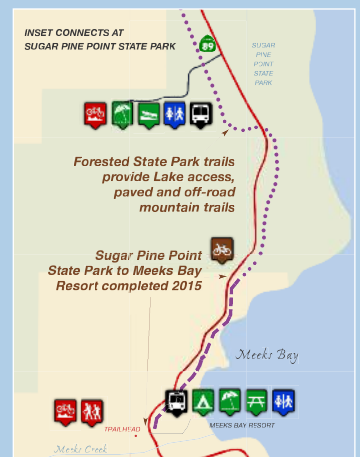 INSET CONNECTS AT
SUGAR PINE POINT STATE PARK
89
SUGAR
PINE
POINT
STATE
PARK
Forested State Park trails
provide Lake access,
paved and off-road
mountain trails
Sugar Pine Point
State Park to Meeks Bay
Resort completed 2015
Meeks Bay
TRAILHEAD
MEEKS BAY RESORT
Meeks Creek